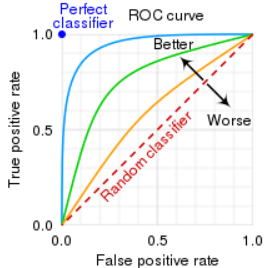 Perfect
classifier
ROC curve
1.0
Better
0.5
Worse
Random classifier
0.0
0.0
0.5
1.0
True positive rate
False positive rate